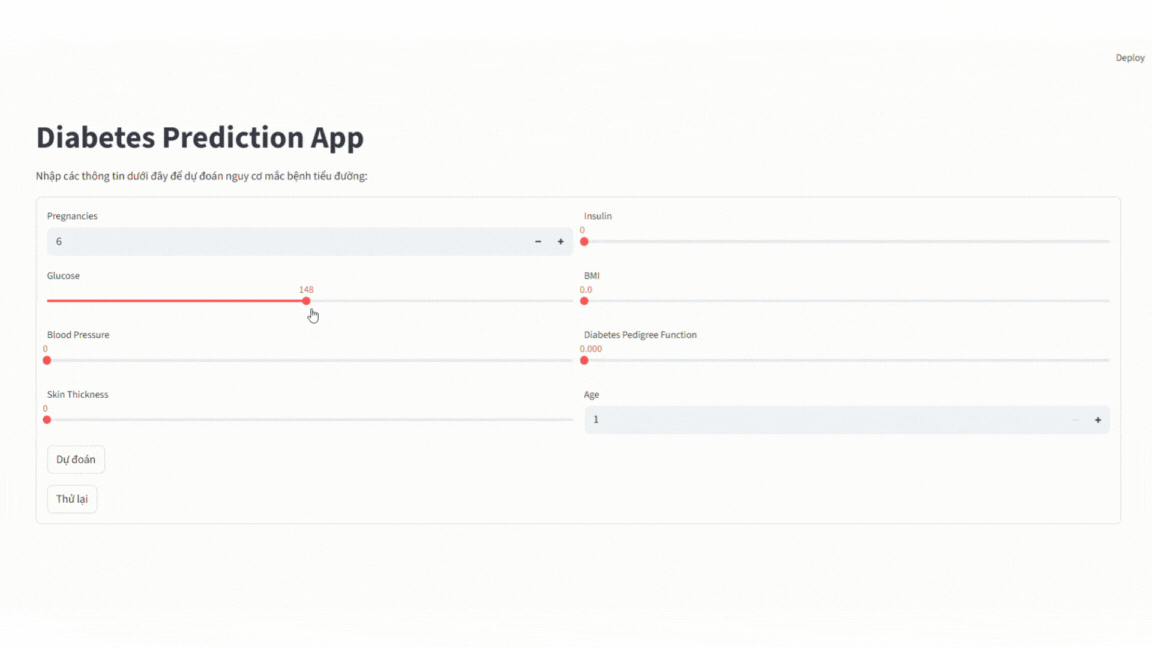 Deploy
Diabetes Prediction App
Nhập các thông tin dưới đây để dự đoán nguy cơ mắc bệnh tiểu đường:
Pregnancies
6
Glucose
148
Blood Pressure
0
Skin Thickness
0
Insulin
0
BMI
0.0
Diabetes Pedigree Function
0.000
Age
1
Dự đoán
Thử lại